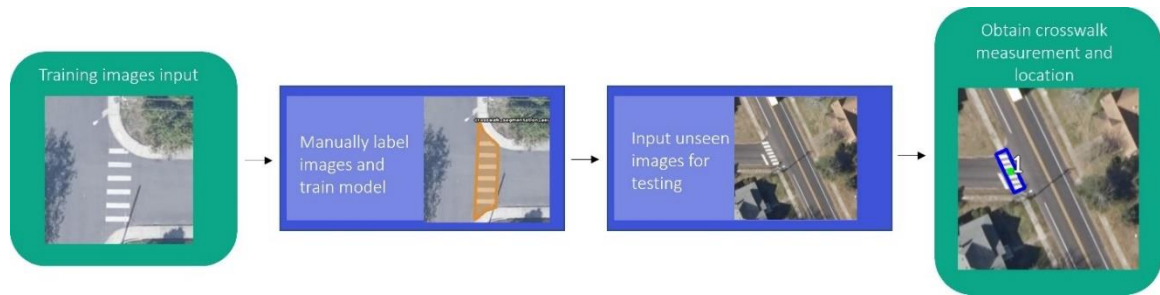 Training images input
Manually label
images and
train model
Input unseen
images for
testing
Obtain crosswalk
measurement and
location
1